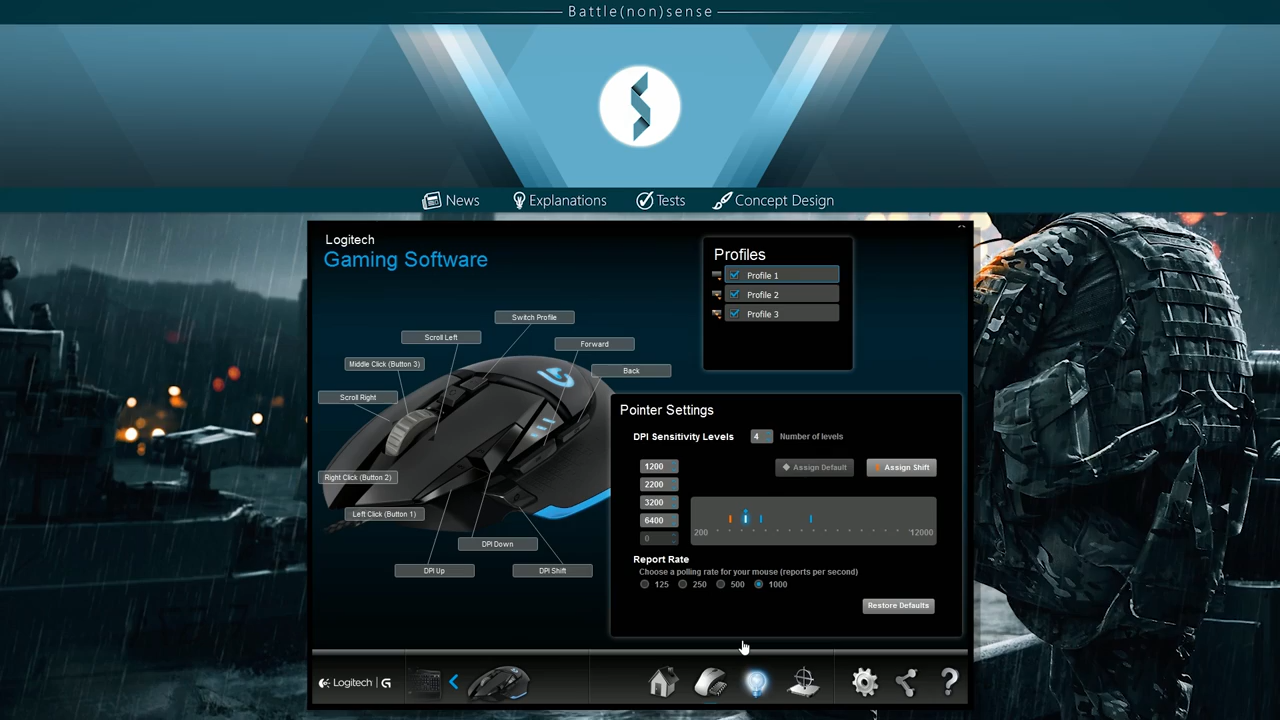 Battle(non)sense
News
Explanations
Tests
Concept Design
Logitech
Gaming Software
Profiles
Profile 1
Profile 2
Profile 3
Switch Profile
Scroll Left
Forward
Middle Click (Button 3)
Back
Scroll Right
Right Click (Button 2)
Left Click (Button 1)
DPI Down
DPI Up
DPI Shift
Pointer Settings
DPI Sensitivity Levels
4
Number of levels
1200
2200
3200
6400
0
Assign Default
Assign Shift
200
12000
Report Rate
Choose a polling rate for your mouse (reports per second)
125
250
500
1000
Restore Defaults
Logitech | G
?